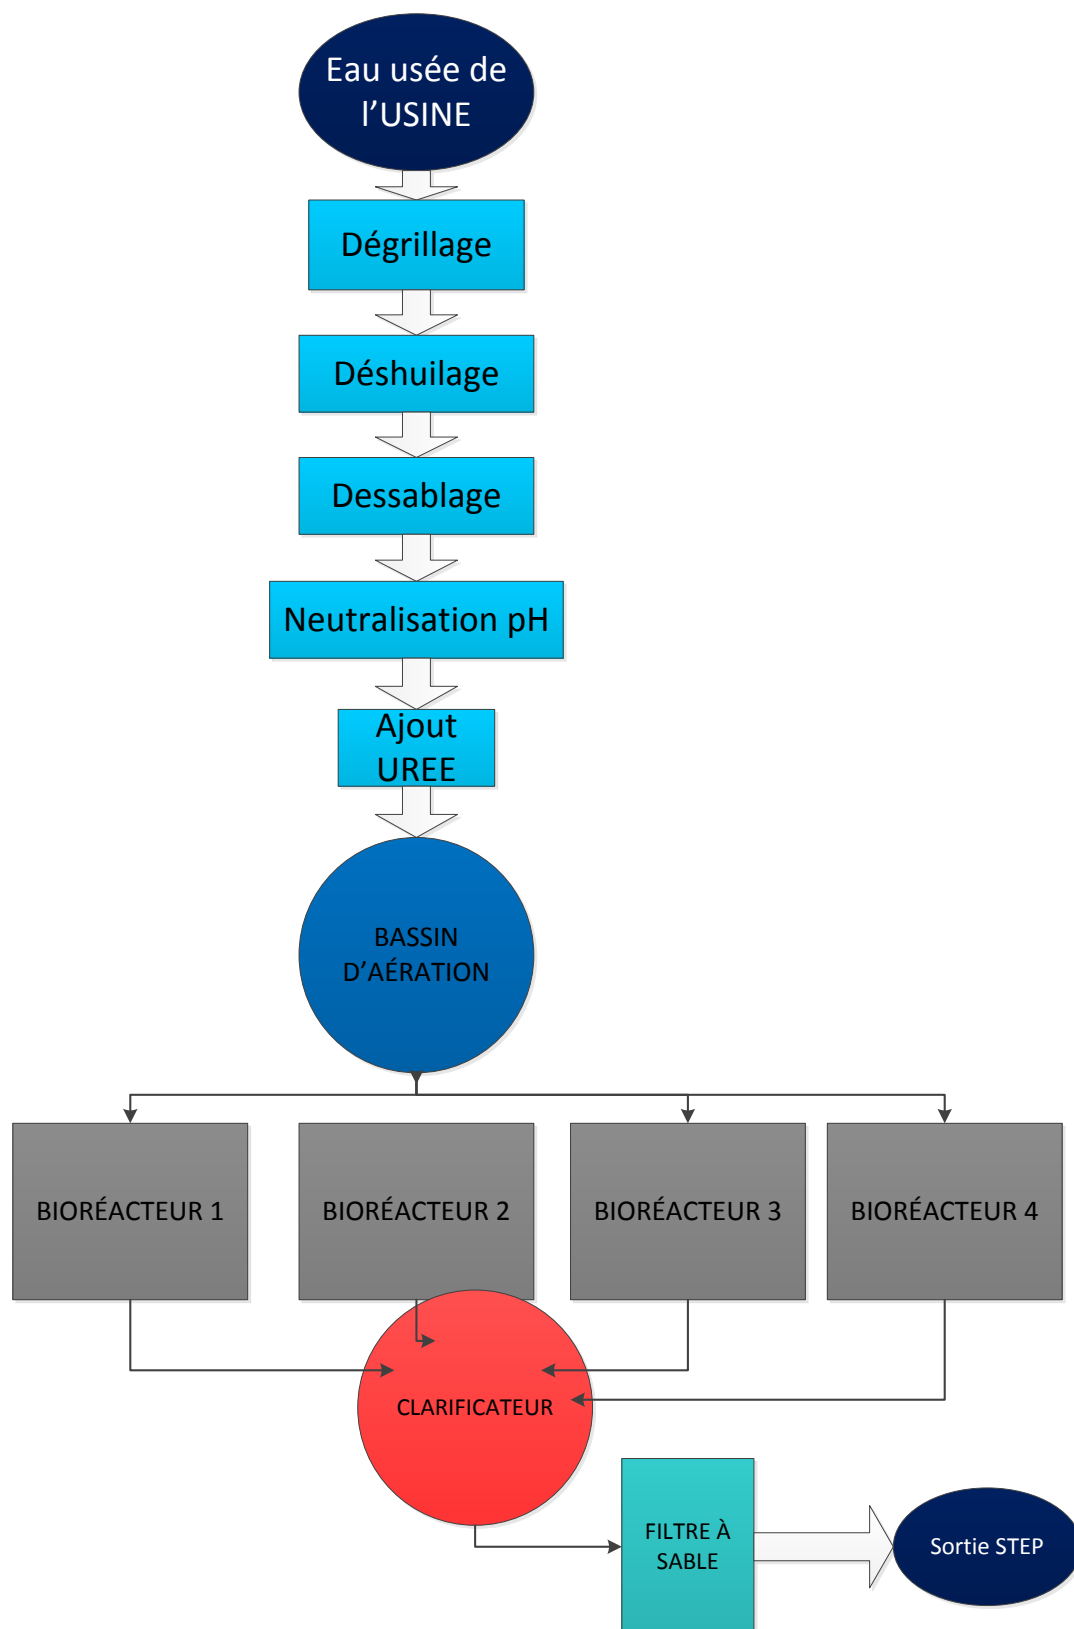 Eau usée de
l’USINE
Dégrillage
Déshuilage
Dessablage
Neutralisation pH
Ajout
UREE
BASSIN
D’AÉRATION
BIORÉACTEUR 1
BIORÉACTEUR 2
BIORÉACTEUR 3
BIORÉACTEUR 4
CLARIFICATEUR
FILTRE À
SABLE
Sortie STEP